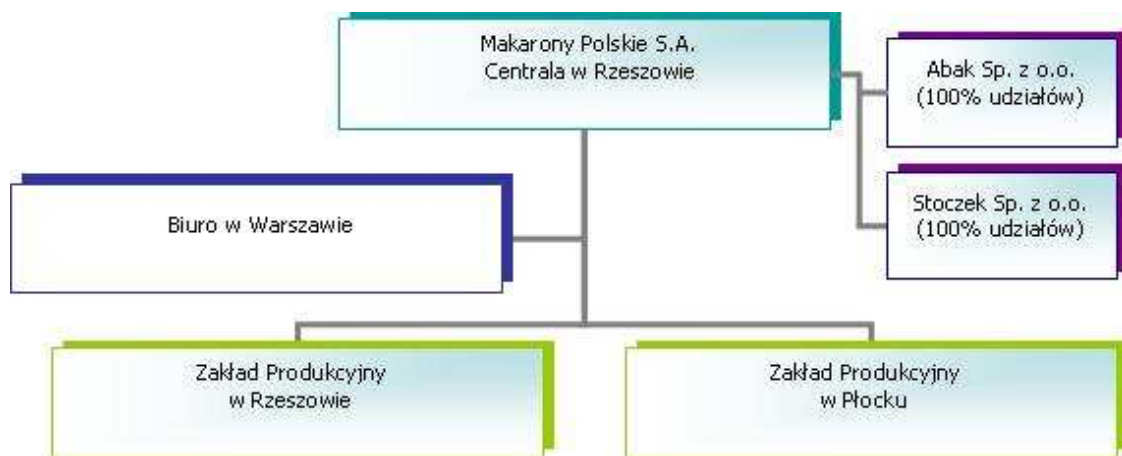 Makarony Polskie S.A.
Centrala w Rzeszowie
Abak Sp. z o.o.
(100% udziałów)
Stoczek Sp. z o.o.
(100% udziałów)
Biuro w Warszawie
Zakład Produkcyjny
w Rzeszowie
Zakład Produkcyjny
w Płocku